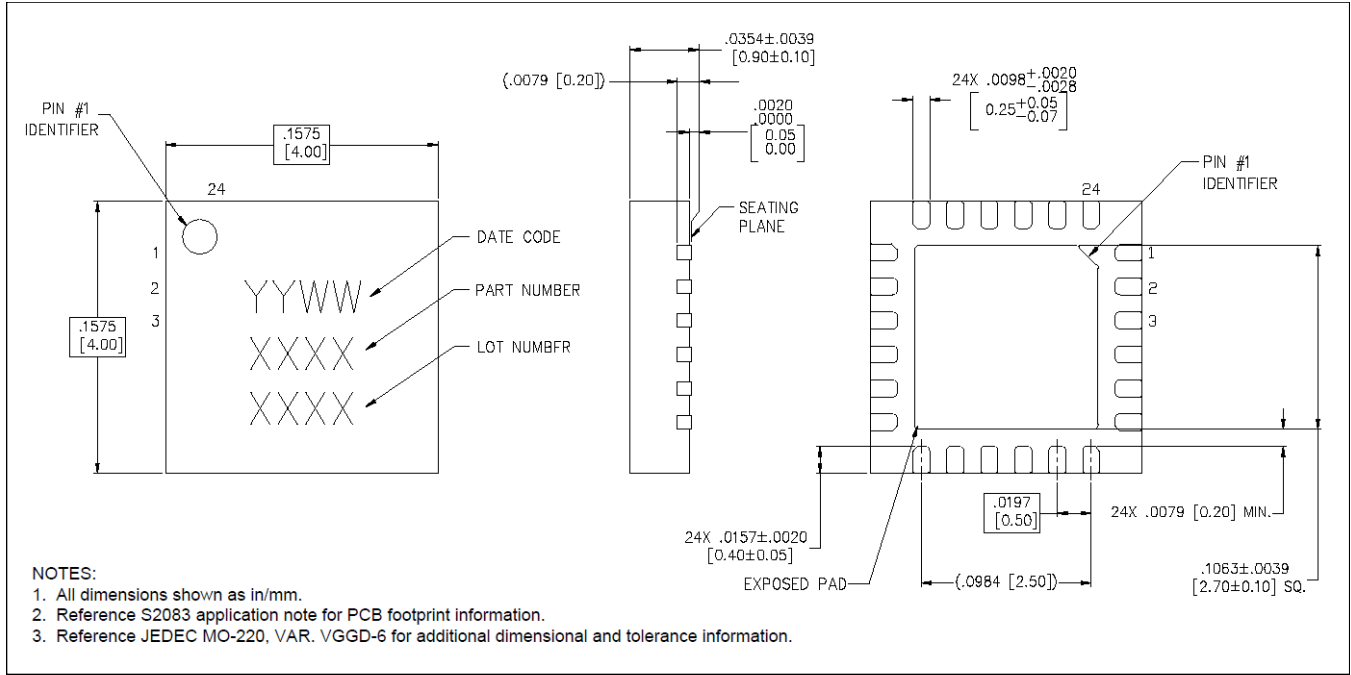 PIN #1
IDENTIFIER
.1575
[4.00]
24
1
2
3
.1575
[4.00]
YYWW
XXXX
XXXX
DATE CODE
PART NUMBER
LOT NUMBFR
.0354±.0039
[0.90±0.10]
(.0079 [0.20])
.0020
.0000
[0.05
0.00]
SEATING
PLANE
24X .0098+.0020
-.0028
[0.25+0.05
-0.07]
PIN #1
IDENTIFIER
24
1
2
3
24X .0157±.0020
[0.40±0.05]
EXPOSED PAD
.0197
[0.50]
(.0984 [2.50])
24X .0079 [0.20] MIN.
.1063±.0039
[2.70±0.10] SQ.
NOTES:
1. All dimensions shown as in/mm.
2. Reference S2083 application note for PCB footprint information.
3. Reference JEDEC MO-220, VAR. VGGD-6 for additional dimensional and tolerance information.